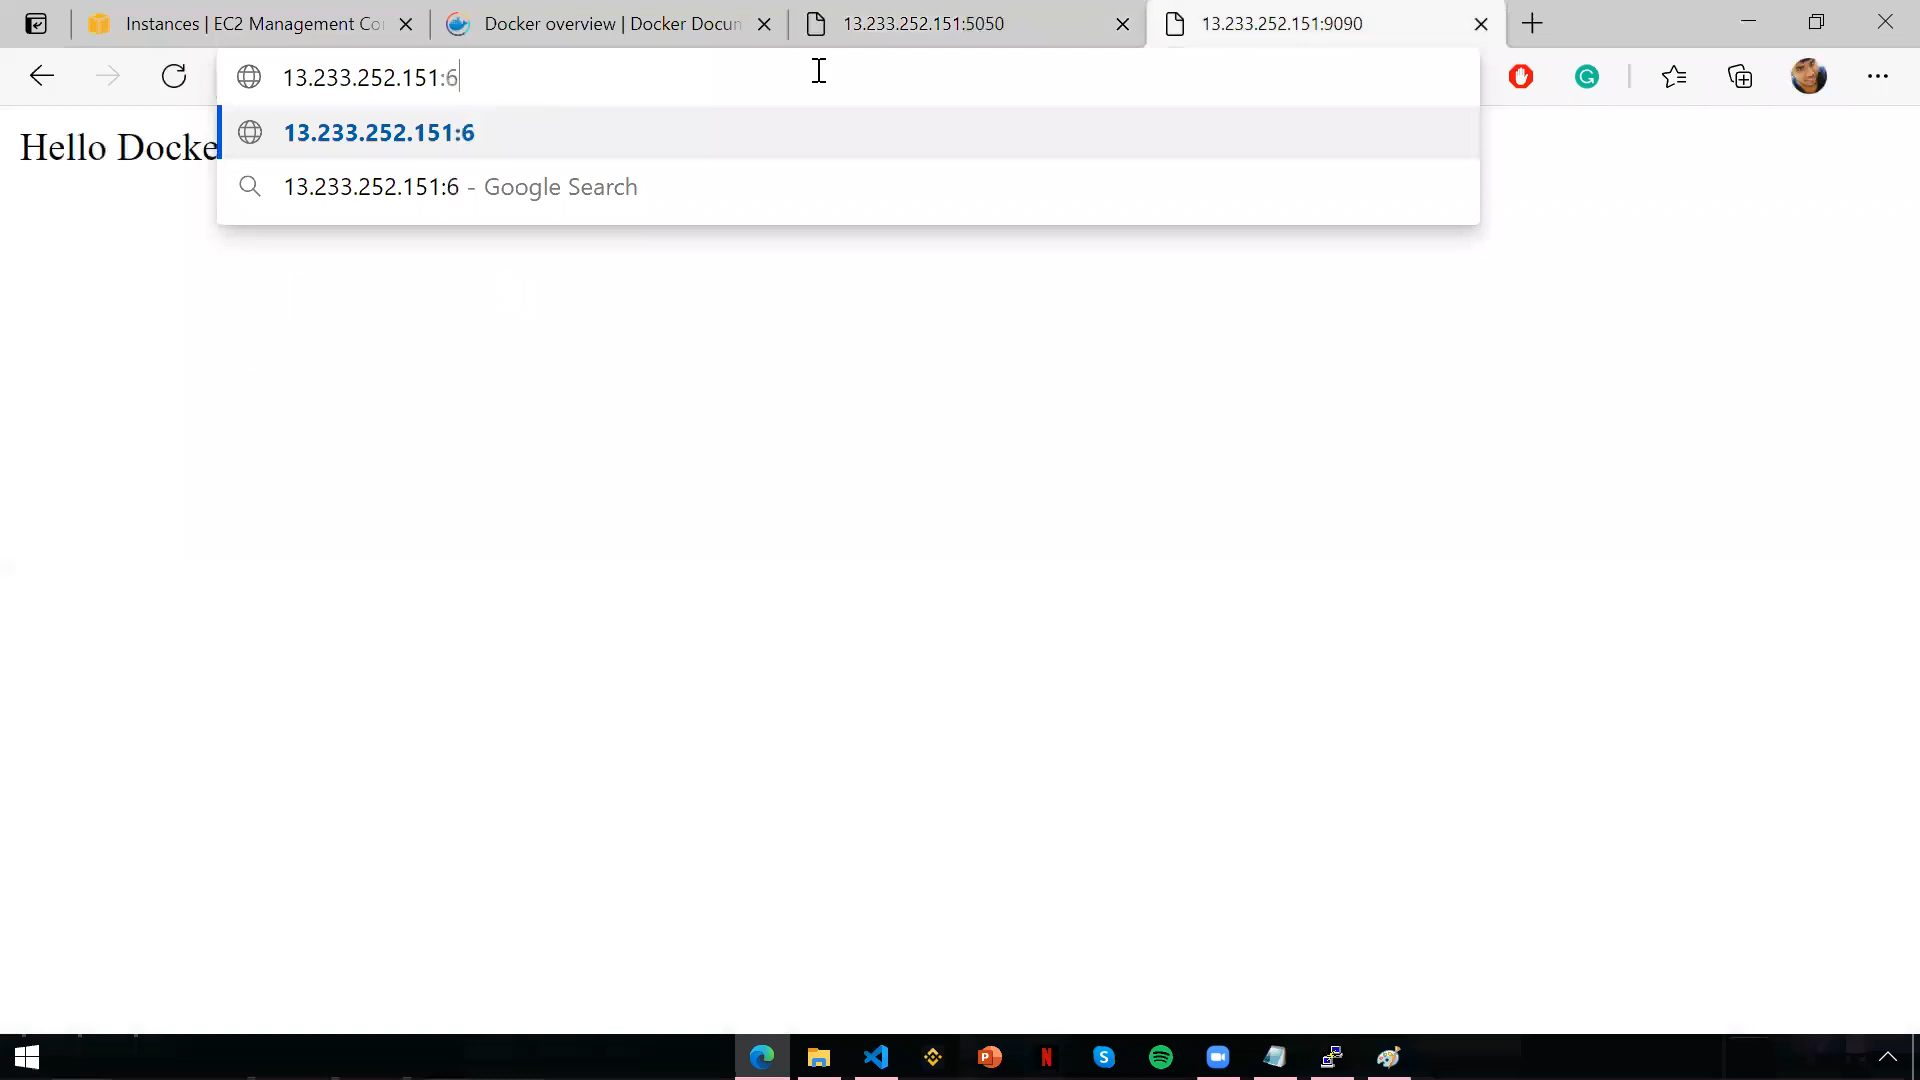 Instances | EC2 Management Co
Docker overview | Docker Docum
13.233.252.151:5050
13.233.252.151:9090
13.233.252.151:6
13.233.252.151:6
13.233.252.151:6 - Google Search
Hello Docke